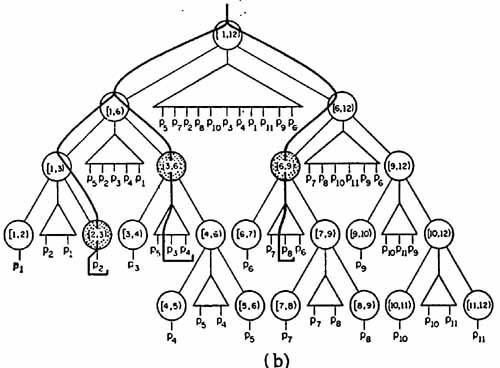 [1,12)
[1,6)
P5 P7 P2 P8 P10 P3 P4 P1 P11 P9 P6
[6,12)
[1,3)
P5 P2 P3 P4 P1
[3,6)
[6,9)
P7 P8 P10 P11 P9 P6
[9,12)
[1,2)
P2 P1
[2,3)
[3,4)
P5 P3 P4
[4,6)
[6,7)
P7 P8 P6
[7,9)
[9,10)
P10 P11 P9
[10,12)
P1
P2
P3
P6
P9
[4,5)
P5 P4
[5,6)
[7,8)
P7 P8
[8,9)
[10,11)
P10 P11
[11,12)
P4
P5
P7
P8
P10
P11
(b)